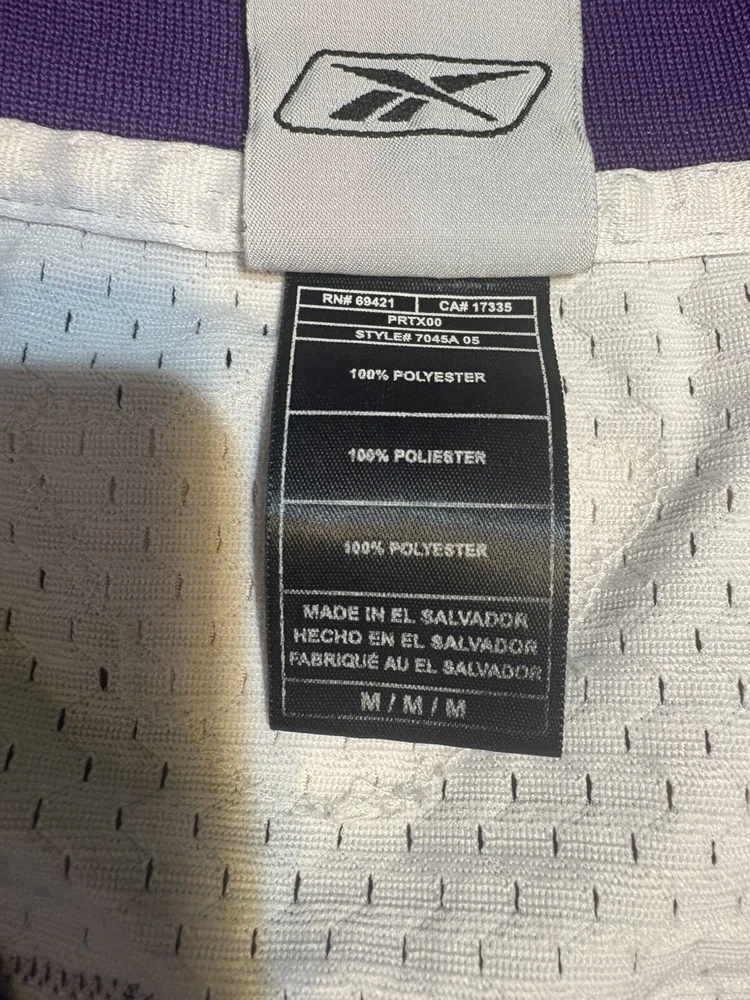 RN# 69421 CA# 17335
PRTX00
STYLE# 7045A 05
100% POLYESTER
100% POLIESTER
100% POLYESTER
MADE IN EL SALVADOR
HECHO EN EL SALVADOR
FABRIQUÉ AU EL SALVADOR
M / M / M